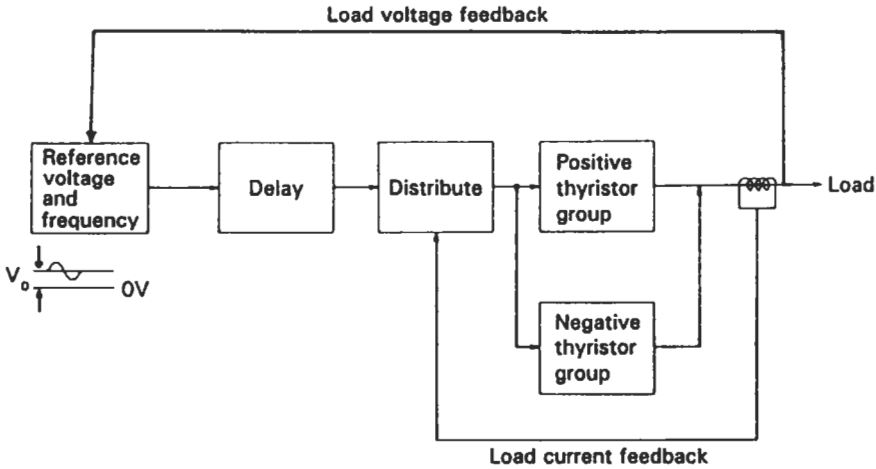 Load voltage feedback
Reference
voltage
and
frequency
Delay
Distribute
Positive
thyristor
group
Load
V₀
0V
Negative
thyristor
group
Load current feedback